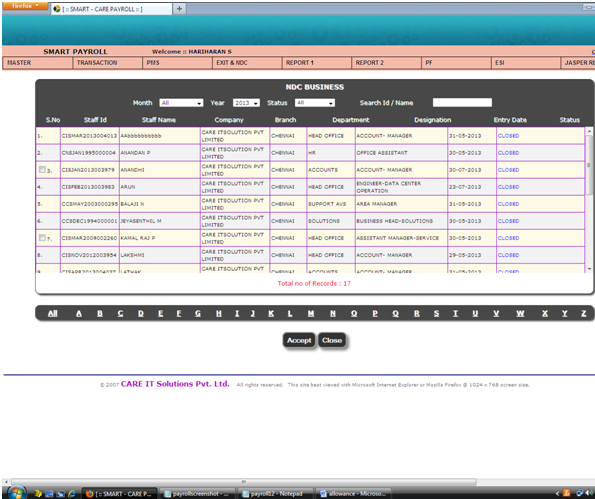 Firefox
[ :: SMART - CARE PAYROLL :: ]
+
SMART PAYROLL Welcome :: HARIHARAN S
MASTER TRANSACTION PMS EXIT & NDC REPORT 1 REPORT 2 PF ESI JASPER RE
NDC BUSINESS
Month All Year 2013 Status All Search Id / Name
S.No Staff Id Staff Name Company Branch Department Designation Entry Date Status
1. CISMAR2013004013 AAbbbbbbbbbb CARE ITSOLUTION PVT LIMITED CHENNAI HEAD OFFICE ACCOUNT- MANAGER 31-05-2013 CLOSED
2. CNSJAN1995000004 ANANDAN P CARE ITSOLUTION PVT LIMITED CHENNAI HR OFFICE ASSISTANT 30-05-2013 CLOSED
3. CISJAN2013003979 ANANDHI CARE ITSOLUTION PVT LIMITED CHENNAI ACCOUNTS ACCOUNT- MANAGER 30-07-2013 CLOSED
4. CISFEB2013003983 ARUN CARE ITSOLUTION PVT LIMITED CHENNAI HEAD OFFICE ENGINEER-DATA CENTER OPERATION 23-07-2013 CLOSED
5. CCSMAY2003000295 BALAJI N CARE ITSOLUTION PVT LIMITED CHENNAI SUPPORT AVS AREA MANAGER 31-05-2013 CLOSED
6. CCSDEC1994000001 JEYASENTHIL M CARE ITSOLUTION PVT LIMITED CHENNAI SOLUTIONS BUSINESS HEAD-SOLUTIONS 30-05-2013 CLOSED
7. CISMAR2009002260 KAMAL RAJ P CARE ITSOLUTION PVT LIMITED CHENNAI HEAD OFFICE ASSISTANT MANAGER-SERVICE 30-05-2013 CLOSED
8. CISNOV2012003954 LAKSHMI CARE ITSOLUTION PVT LIMITED CHENNAI HEAD OFFICE ACCOUNT- MANAGER 29-05-2013 CLOSED
9. CARE ITSOLUTION PVT CHENNAI ACCOUNTS ACCOUNT- MANAGER 31-05-2013 CLOSED
Total no of Records : 17
All A B C D E F G H I J K L M N O P Q R S T U V W X Y Z
Accept Close
© 2007 CARE IT Solutions Pvt. Ltd. All rights reserved. This site best viewed with Microsoft Internet Explorer or Mozilla Firefox @ 1024 x 768 screen size.
[ :: SMART - CARE P... payrollscreenshot - ... payroll12 - Notepad allowance - Microso...